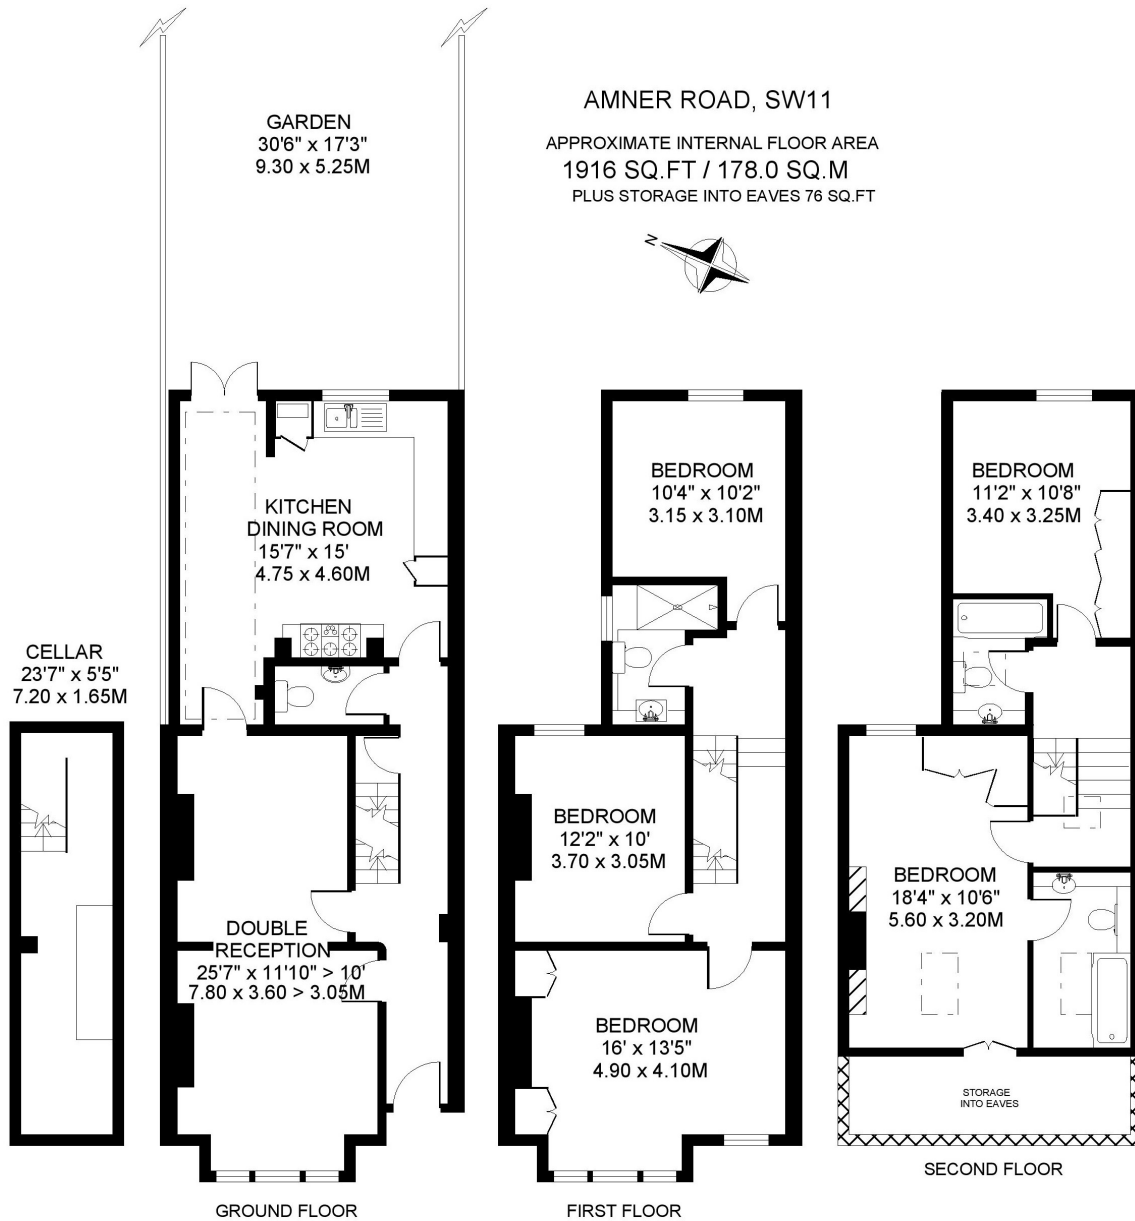 AMNER ROAD, SW11
APPROXIMATE INTERNAL FLOOR AREA
1916 SQ.FT / 178.0 SQ.M
PLUS STORAGE INTO EAVES 76 SQ.FT
N
GARDEN
30'6" x 17'3"
9.30 x 5.25M
KITCHEN
DINING ROOM
15'7" x 15'
4.75 x 4.60M
CELLAR
23'7" x 5'5"
7.20 x 1.65M
DOUBLE
RECEPTION
25'7" x 11'10" > 10'
7.80 x 3.60 > 3.05M
GROUND FLOOR
BEDROOM
10'4" x 10'2"
3.15 x 3.10M
BEDROOM
12'2" x 10'
3.70 x 3.05M
BEDROOM
16' x 13'5"
4.90 x 4.10M
FIRST FLOOR
BEDROOM
11'2" x 10'8"
3.40 x 3.25M
BEDROOM
18'4" x 10'6"
5.60 x 3.20M
STORAGE
INTO EAVES
SECOND FLOOR